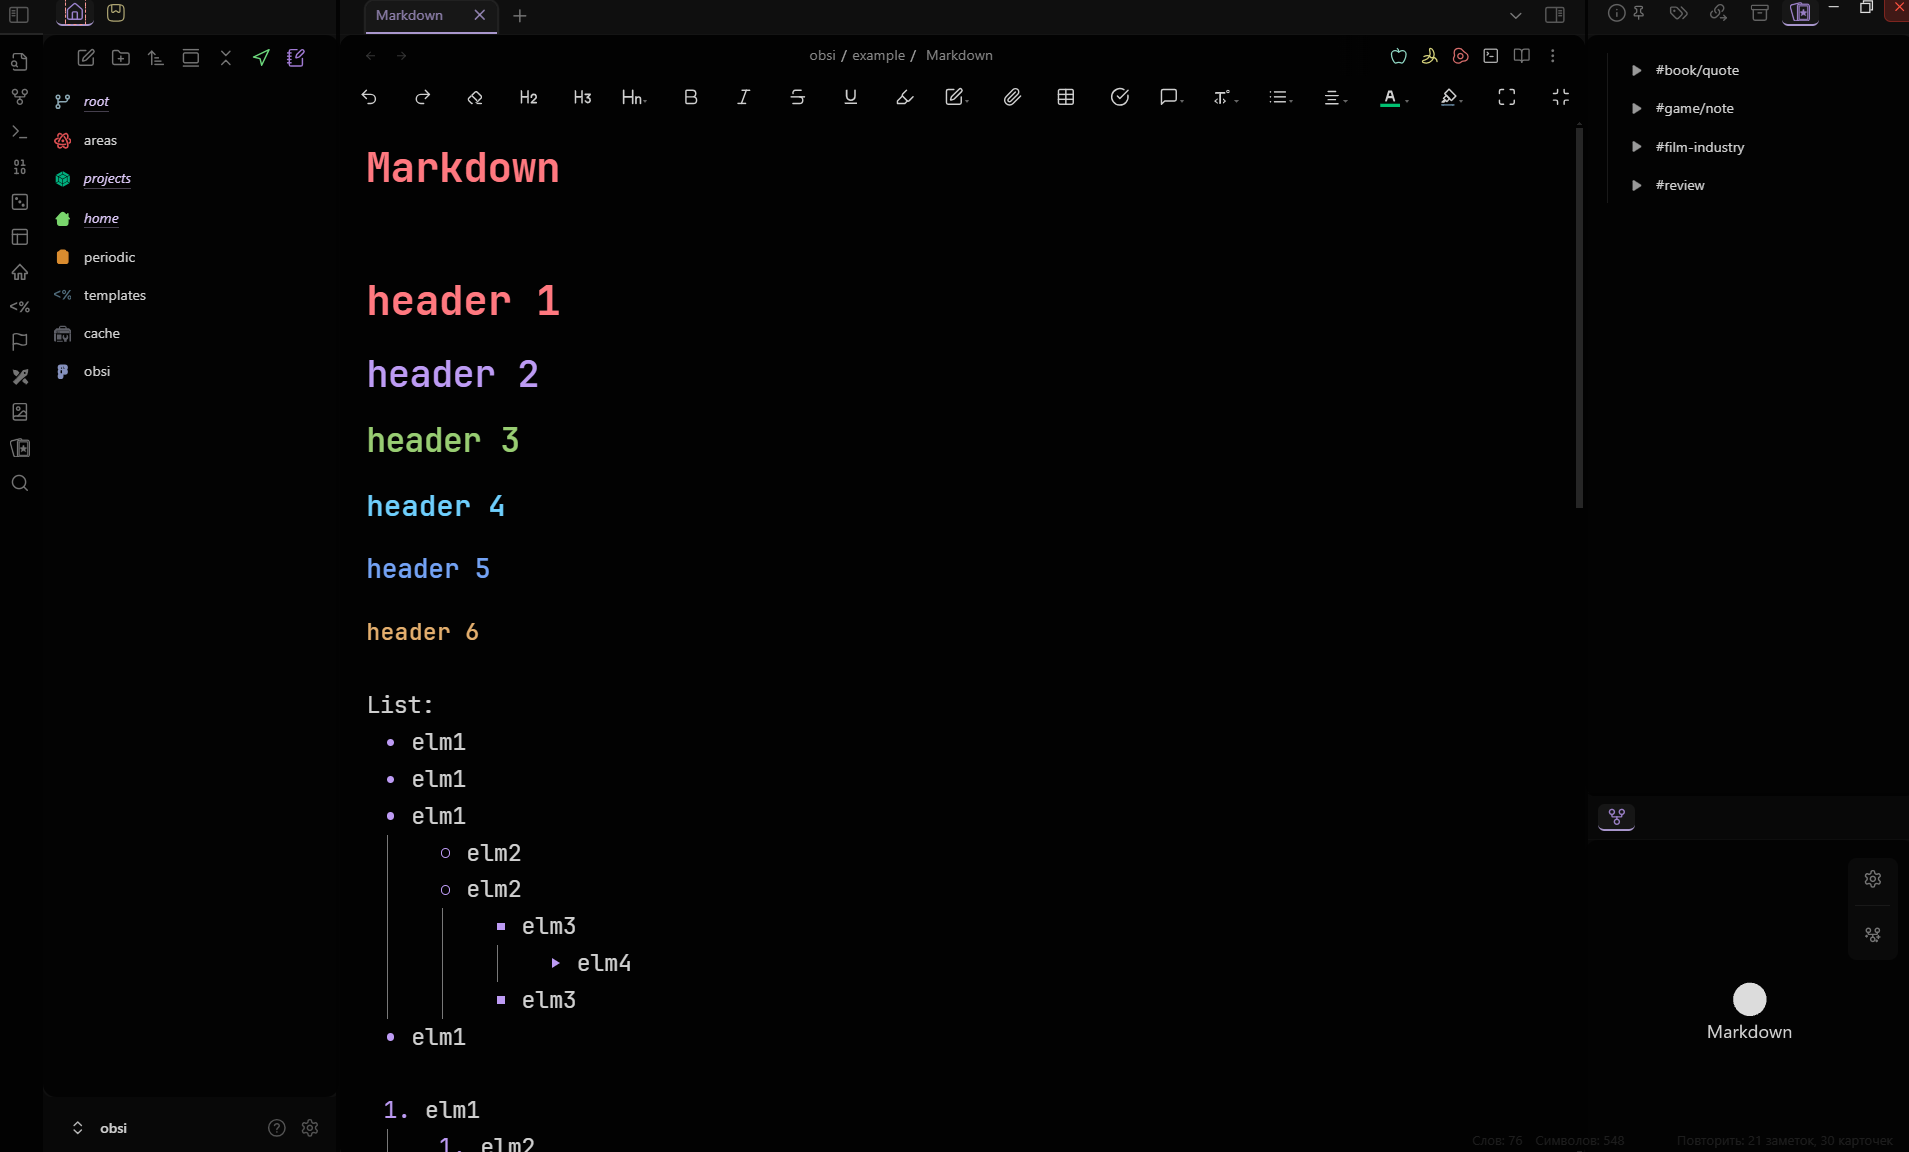 Markdown
obsi / example / Markdown
H2 H3 Hn B I S U
A
root
areas
projects
home
periodic
templates
cache
obsi
obsi
Markdown
header 1
header 2
header 3
header 4
header 5
header 6
List:
elm1
elm1
elm1
elm2
elm2
elm3
elm4
elm3
elm1
1. elm1
1. elm2
#book/quote
#game/note
#film-industry
#review
Markdown
Слов: 76 Символов: 548 Повторить: 21 заметок, 30 карточек